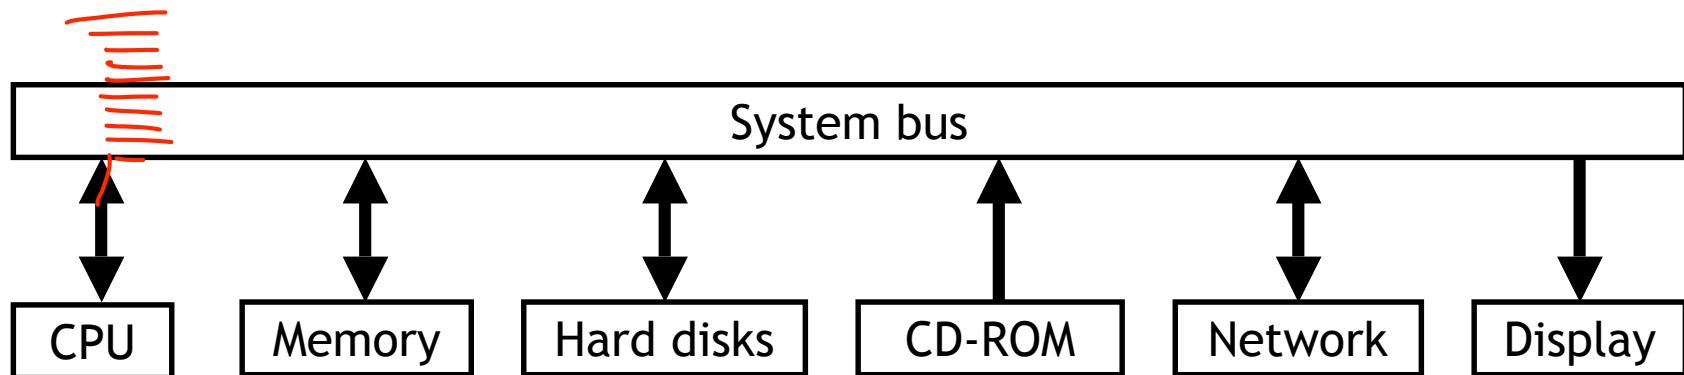 System bus
CPU Memory Hard disks CD-ROM Network Display